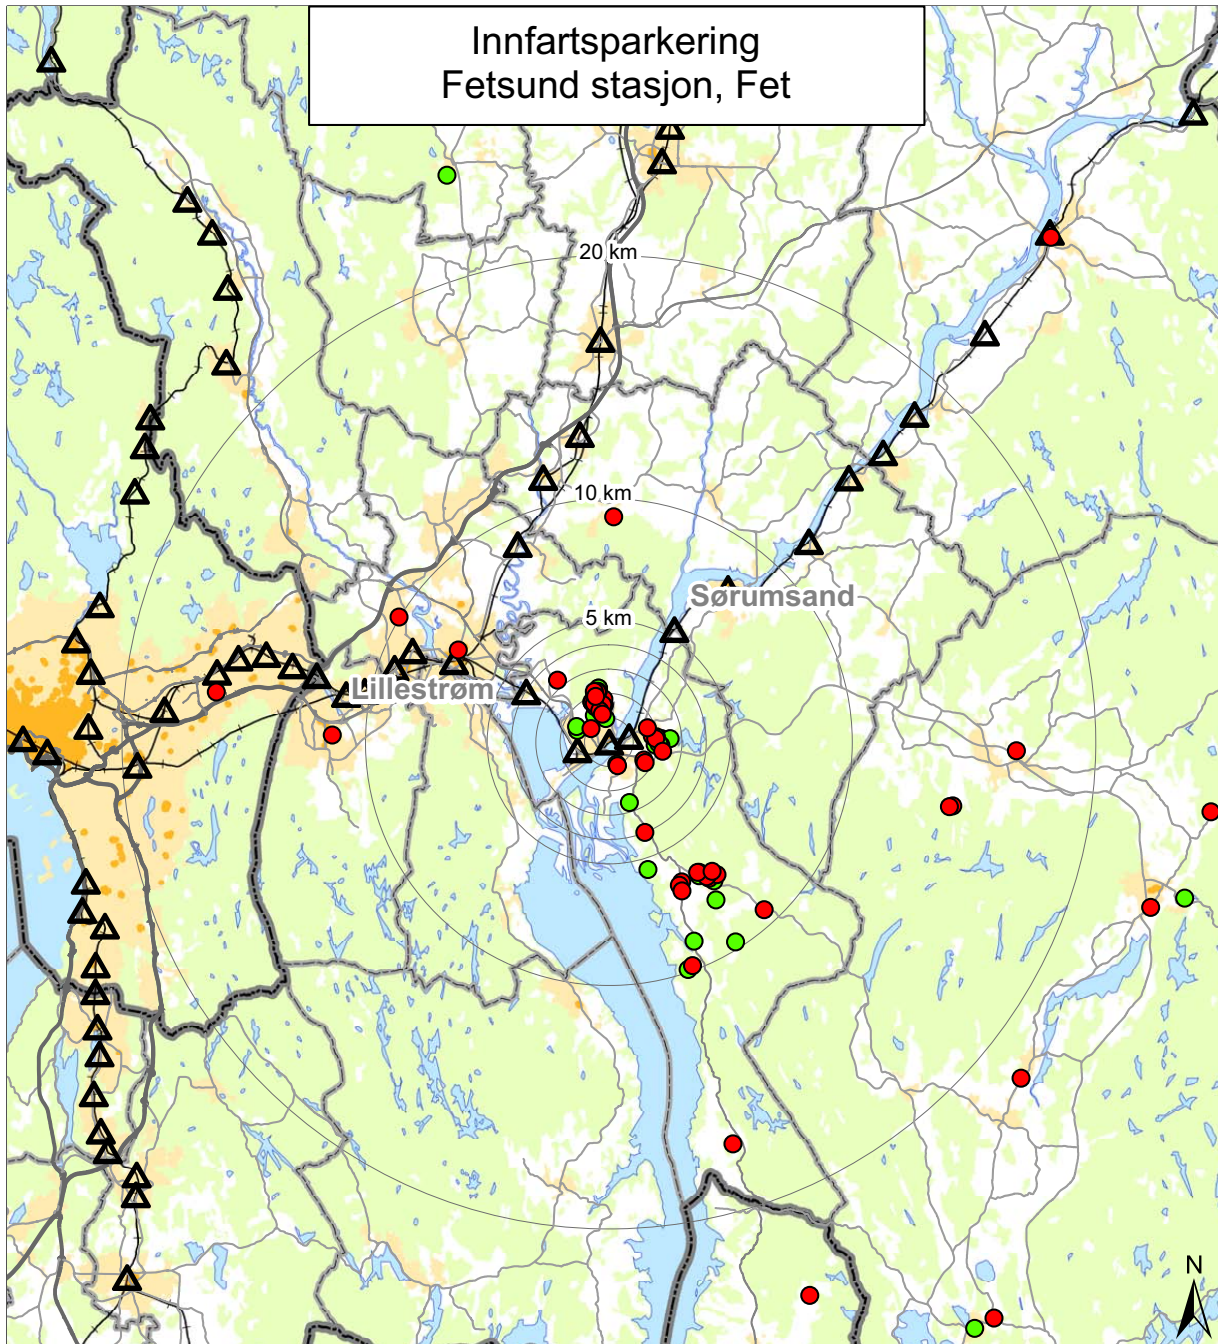 Innfartsparkering
Fetsund stasjon, Fet
20 km
10 km
Sørumsand
5 km
Lillestrøm
N